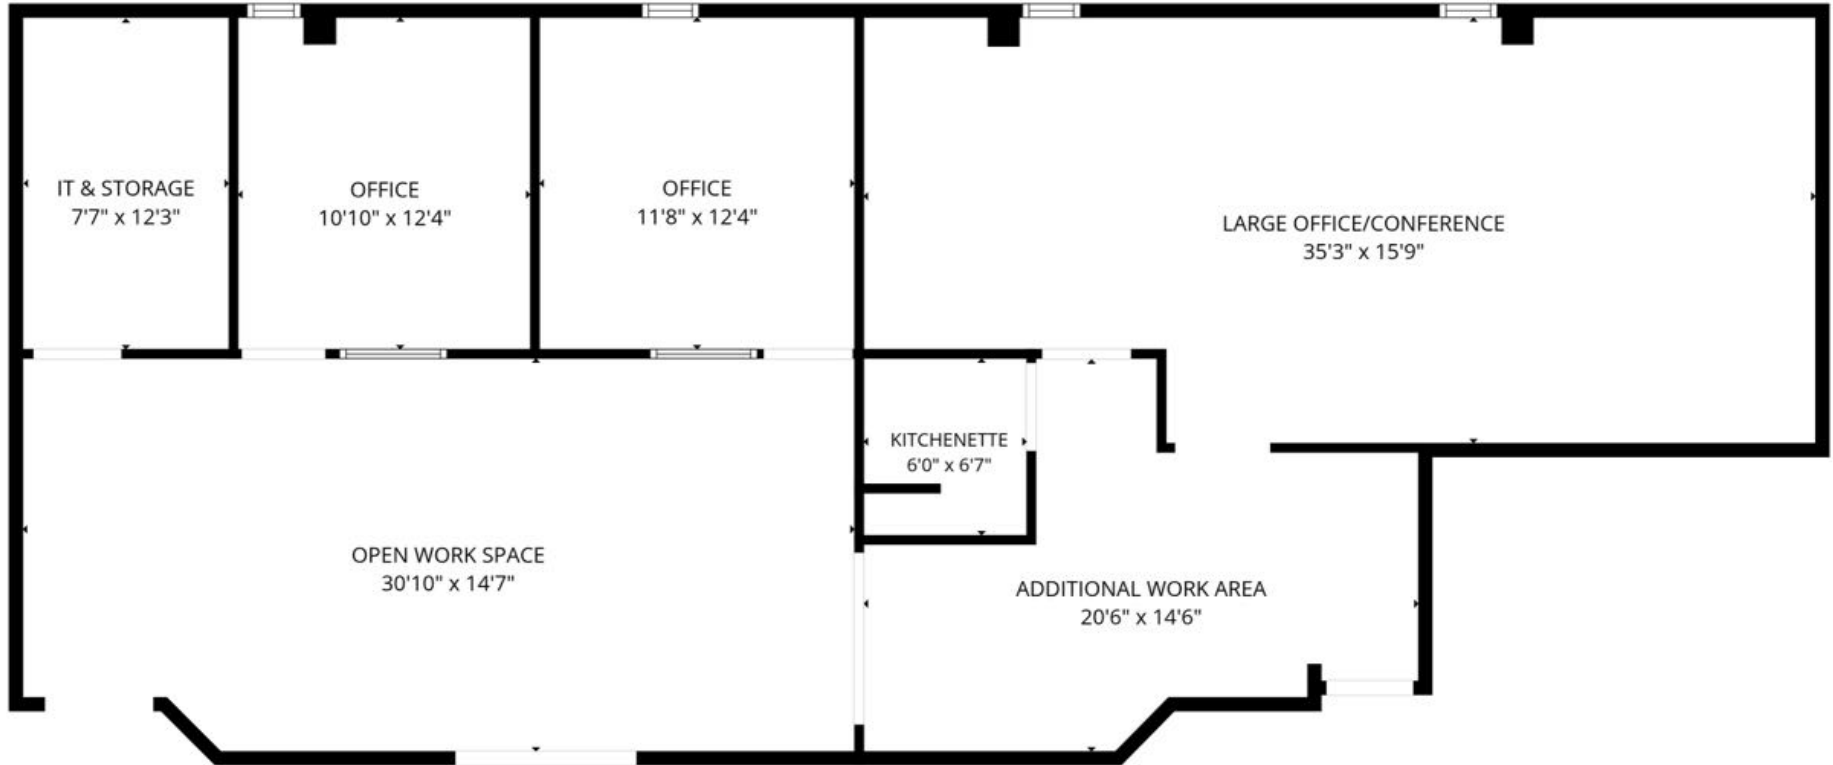 IT & STORAGE
7'7" x 12'3"
OFFICE
10'10" x 12'4"
OFFICE
11'8" x 12'4"
LARGE OFFICE/CONFERENCE
35'3" x 15'9"
KITCHENETTE
6'0" x 6'7"
OPEN WORK SPACE
30'10" x 14'7"
ADDITIONAL WORK AREA
20'6" x 14'6"